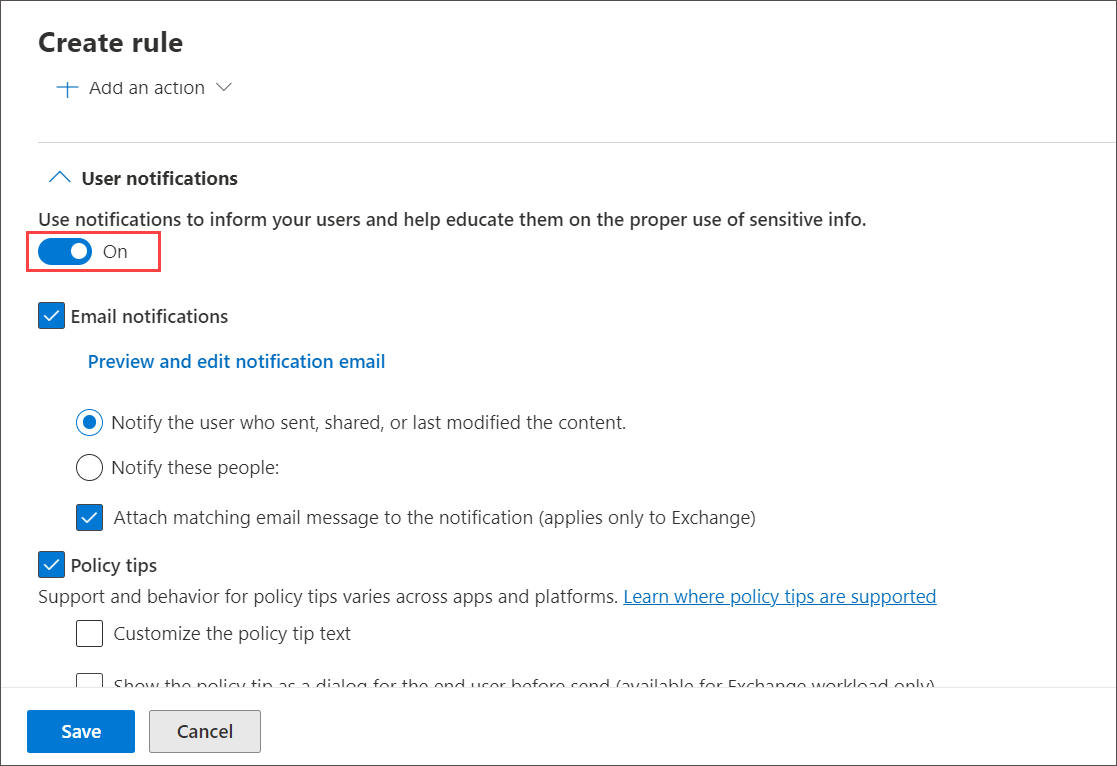 Create rule
Add an action
User notifications
Use notifications to inform your users and help educate them on the proper use of sensitive info.
On
Email notifications
Preview and edit notification email
Notify the user who sent, shared, or last modified the content.
Notify these people:
Attach matching email message to the notification (applies only to Exchange)
Policy tips
Support and behavior for policy tips varies across apps and platforms. Learn where policy tips are supported
Customize the policy tip text
Show the policy tip as a dialog for the end user before send (available for Exchange workload only)
Save Cancel